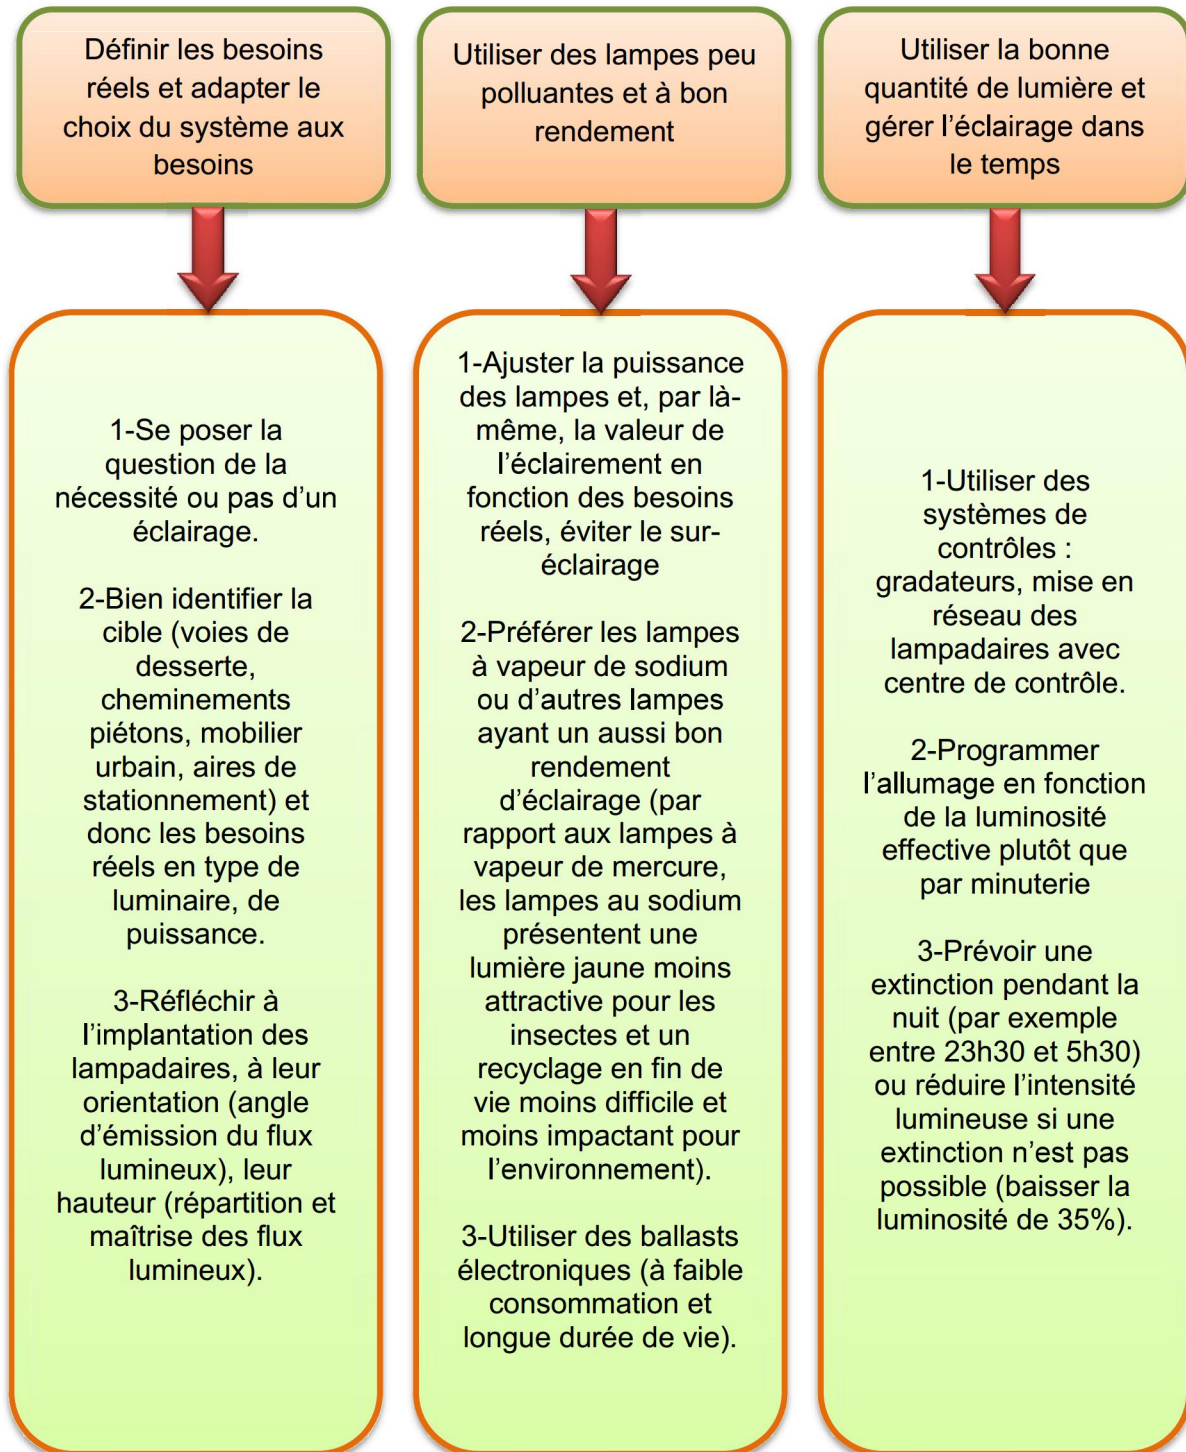 Définir les besoins
réels et adapter le
choix du système aux
besoins
Utiliser des lampes peu
polluantes et à bon
rendement
Utiliser la bonne
quantité de lumière et
gérer l’éclairage dans
le temps
1-Se poser la
question de la
nécessité ou pas d’un
éclairage.
2-Bien identifier la
cible (voies de
desserte,
cheminements
piétons, mobilier
urbain, aires de
stationnement) et
donc les besoins
réels en type de
luminaire, de
puissance.
3-Réfléchir à
l’implantation des
lampadaires, à leur
orientation (angle
d’émission du flux
lumineux), leur
hauteur (répartition et
maîtrise des flux
lumineux).
1-Ajuster la puissance
des lampes et, par là-
même, la valeur de
l’éclairement en
fonction des besoins
réels, éviter le sur-
éclairage
2-Préférer les lampes
à vapeur de sodium
ou d’autres lampes
ayant un aussi bon
rendement
d’éclairage (par
rapport aux lampes à
vapeur de mercure,
les lampes au sodium
présentent une
lumière jaune moins
attractive pour les
insectes et un
recyclage en fin de
vie moins difficile et
moins impactant pour
l’environnement).
3-Utiliser des ballasts
électroniques (à faible
consommation et
longue durée de vie).
1-Utiliser des
systèmes de
contrôles :
gradateurs, mise en
réseau des
lampadaires avec
centre de contrôle.
2-Programmer
l’allumage en fonction
de la luminosité
effective plutôt que
par minuterie
3-Prévoir une
extinction pendant la
nuit (par exemple
entre 23h30 et 5h30)
ou réduire l’intensité
lumineuse si une
extinction n’est pas
possible (baisser la
luminosité de 35%).